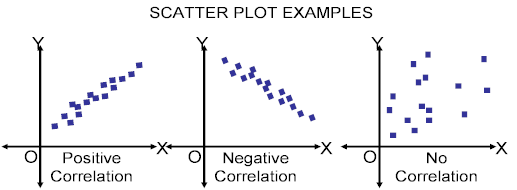 SCATTER PLOT EXAMPLES
Y
Y
Y
O
X
O
X
O
X
Positive
Correlation
Negative
Correlation
No
Correlation